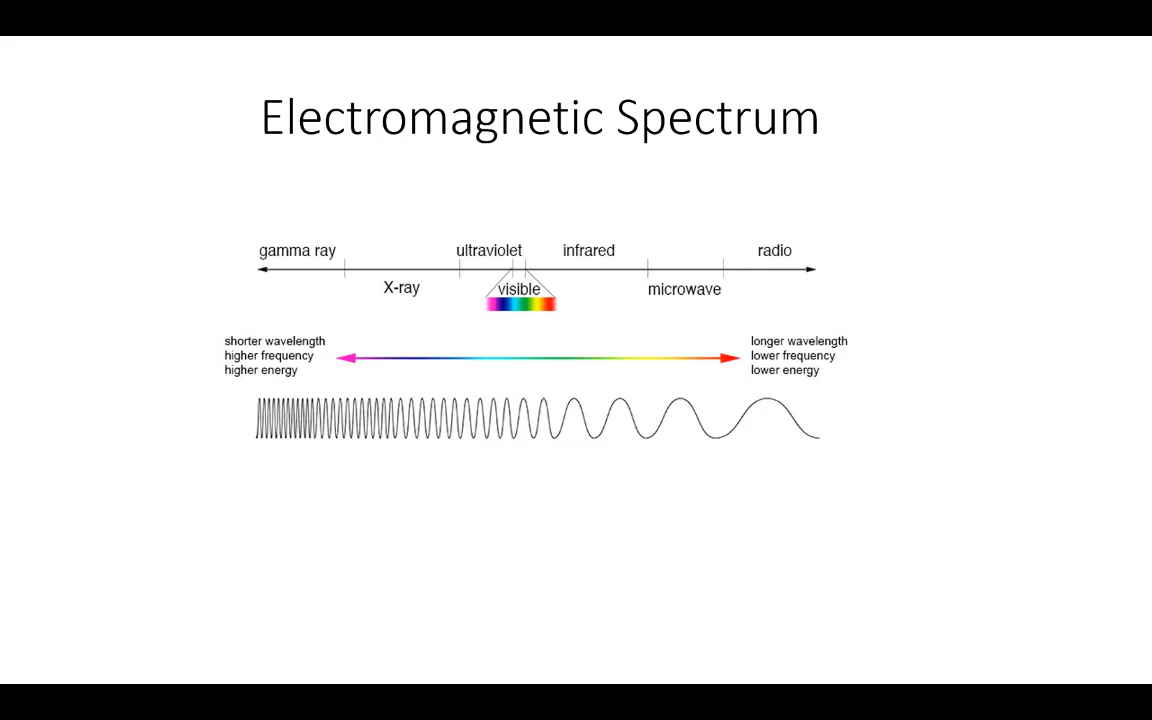 Electromagnetic Spectrum
gamma ray
ultraviolet
infrared
radio
X-ray
visible
microwave
shorter wavelength
higher frequency
higher energy
longer wavelength
lower frequency
lower energy